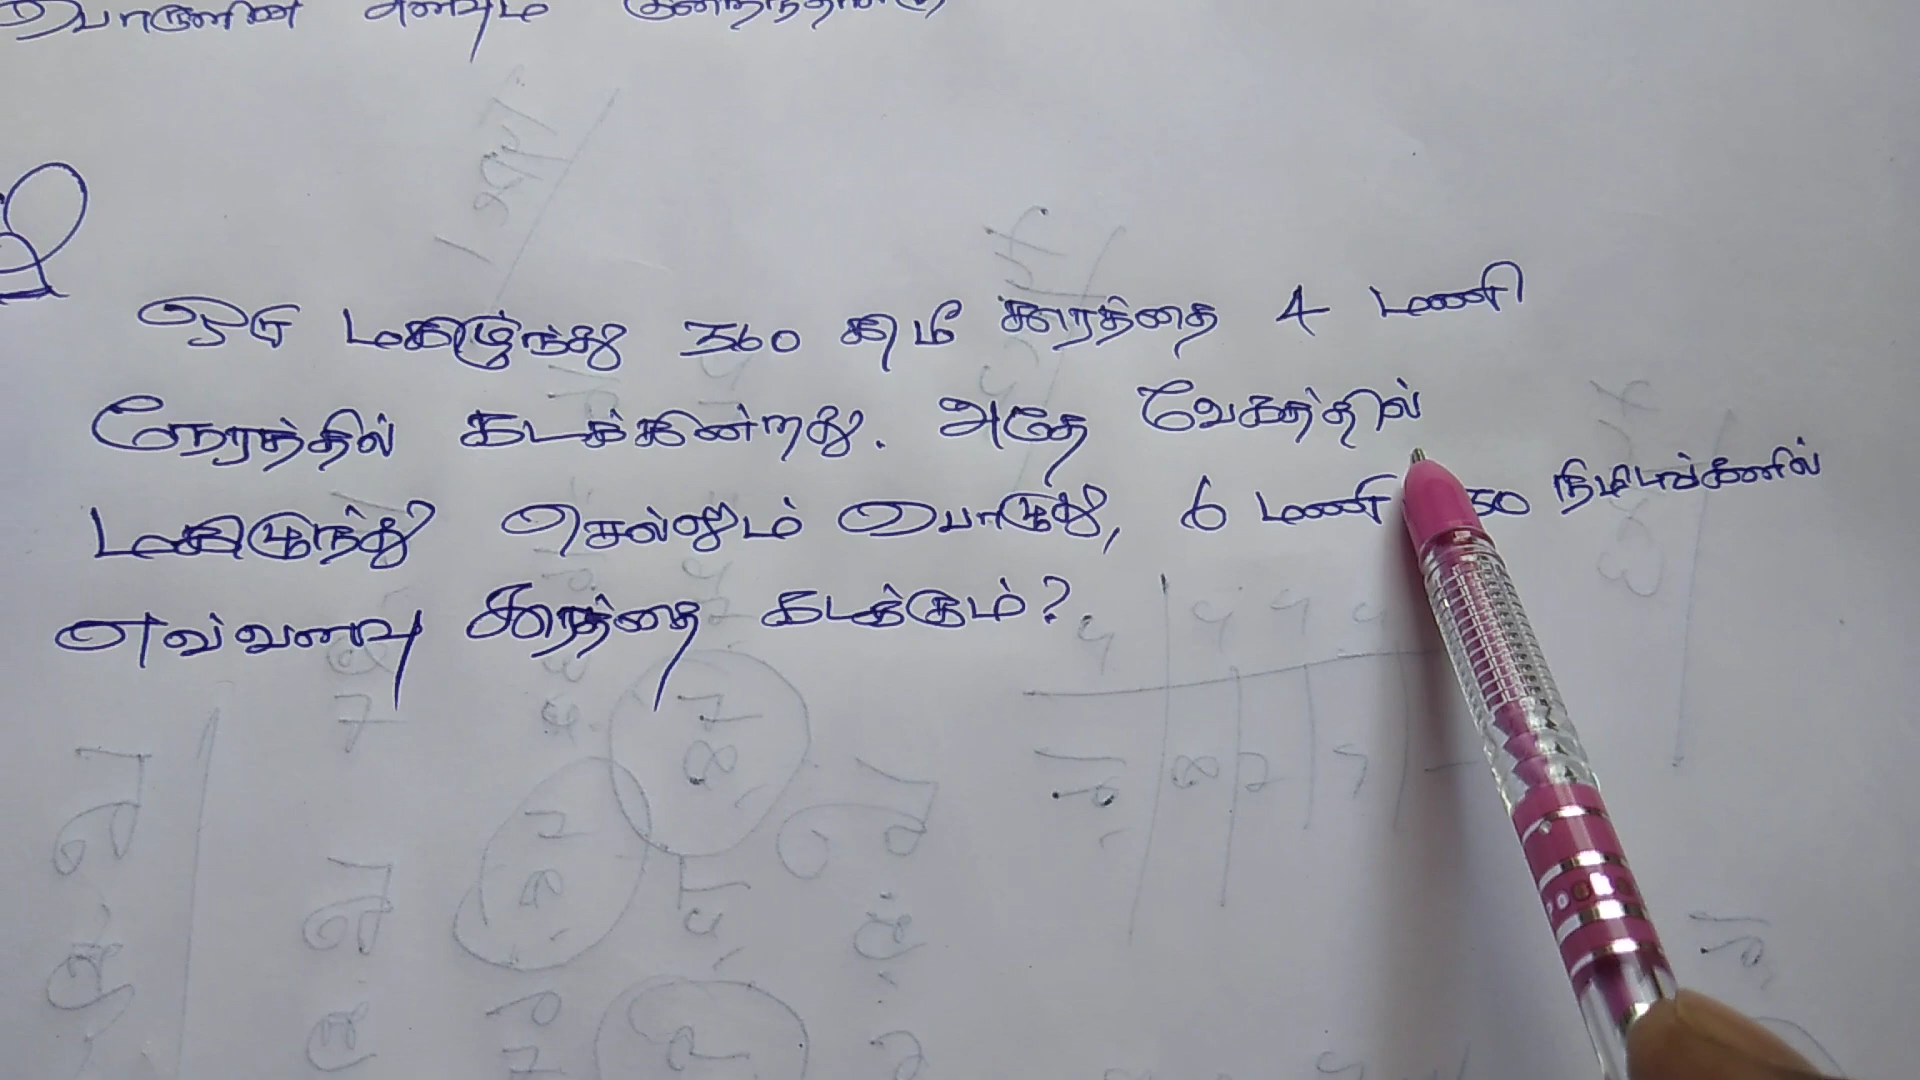 பொருளின்
ஒரு மகிழுந்து 360 கிமீ தூரத்தை 4 மணி
நேரத்தில் கடக்கின்றது. அதே வேகத்தில்
மகிழுந்து செல்லும் பொழுது, 6 மணி 30 நிமிடங்களில்
எவ்வளவு தூரத்தை கடக்கும்?